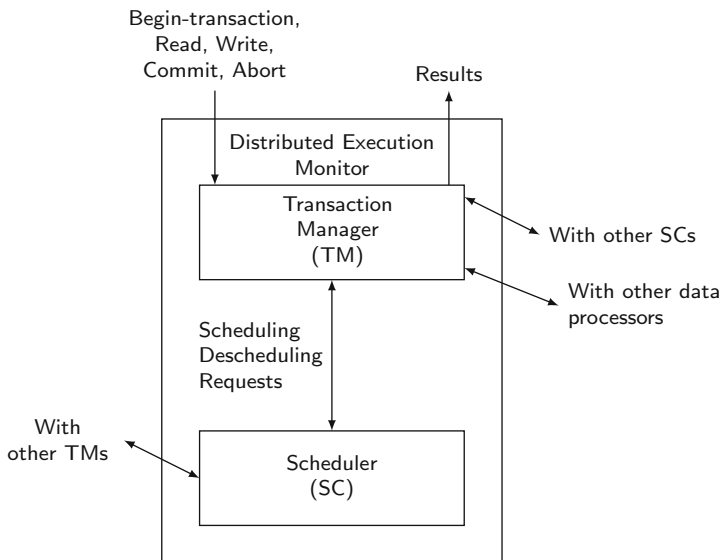 Begin-transaction,
Read, Write,
Commit, Abort
Results
Distributed Execution
Monitor
Transaction
Manager
(TM)
With other SCs
With other data
processors
Scheduling
Descheduling
Requests
With
other TMs
Scheduler
(SC)